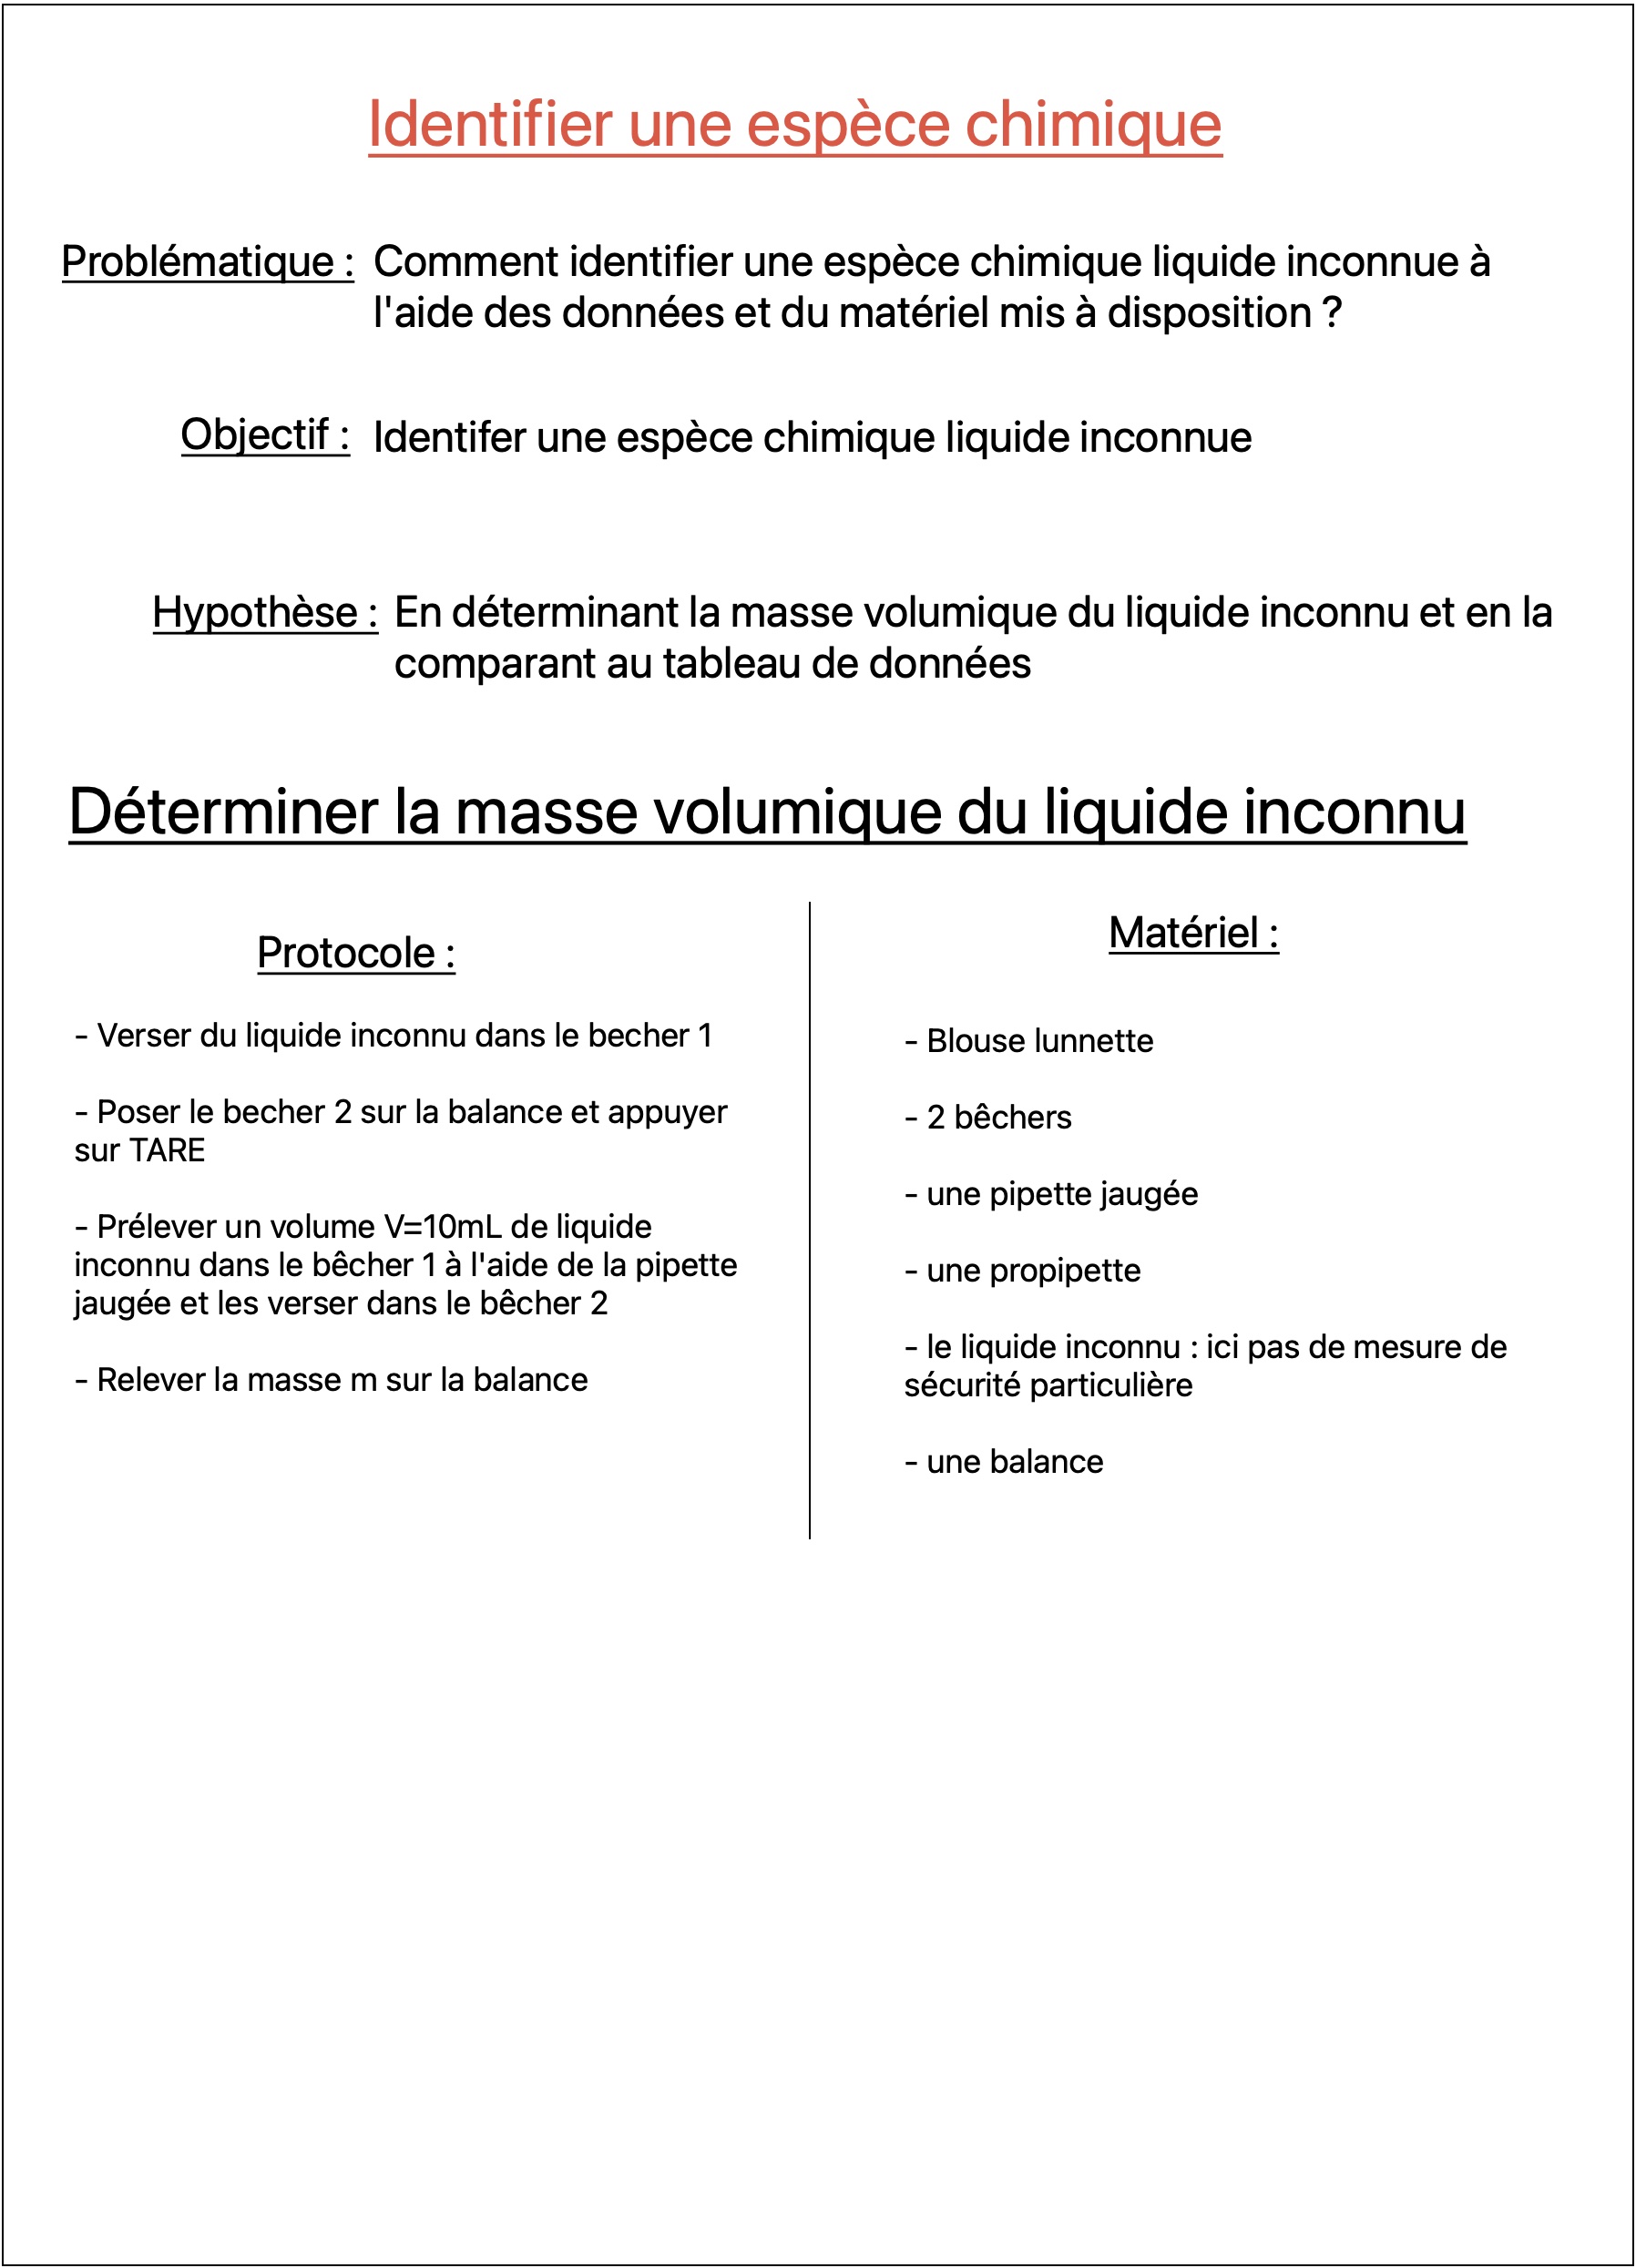 Identifier une espèce chimique
Problématique : Comment identifier une espèce chimique liquide inconnue à
l'aide des données et du matériel mis à disposition ?
Objectif : Identifer une espèce chimique liquide inconnue
Hypothèse : En déterminant la masse volumique du liquide inconnu et en la
comparant au tableau de données
Déterminer la masse volumique du liquide inconnu
Protocole :
- Verser du liquide inconnu dans le becher 1
- Poser le becher 2 sur la balance et appuyer
sur TARE
- Prélever un volume V=10mL de liquide
inconnu dans le bêcher 1 à l'aide de la pipette
jaugée et les verser dans le bêcher 2
- Relever la masse m sur la balance
Matériel :
- Blouse lunnette
- 2 bêchers
- une pipette jaugée
- une propipette
- le liquide inconnu : ici pas de mesure de
sécurité particulière
- une balance